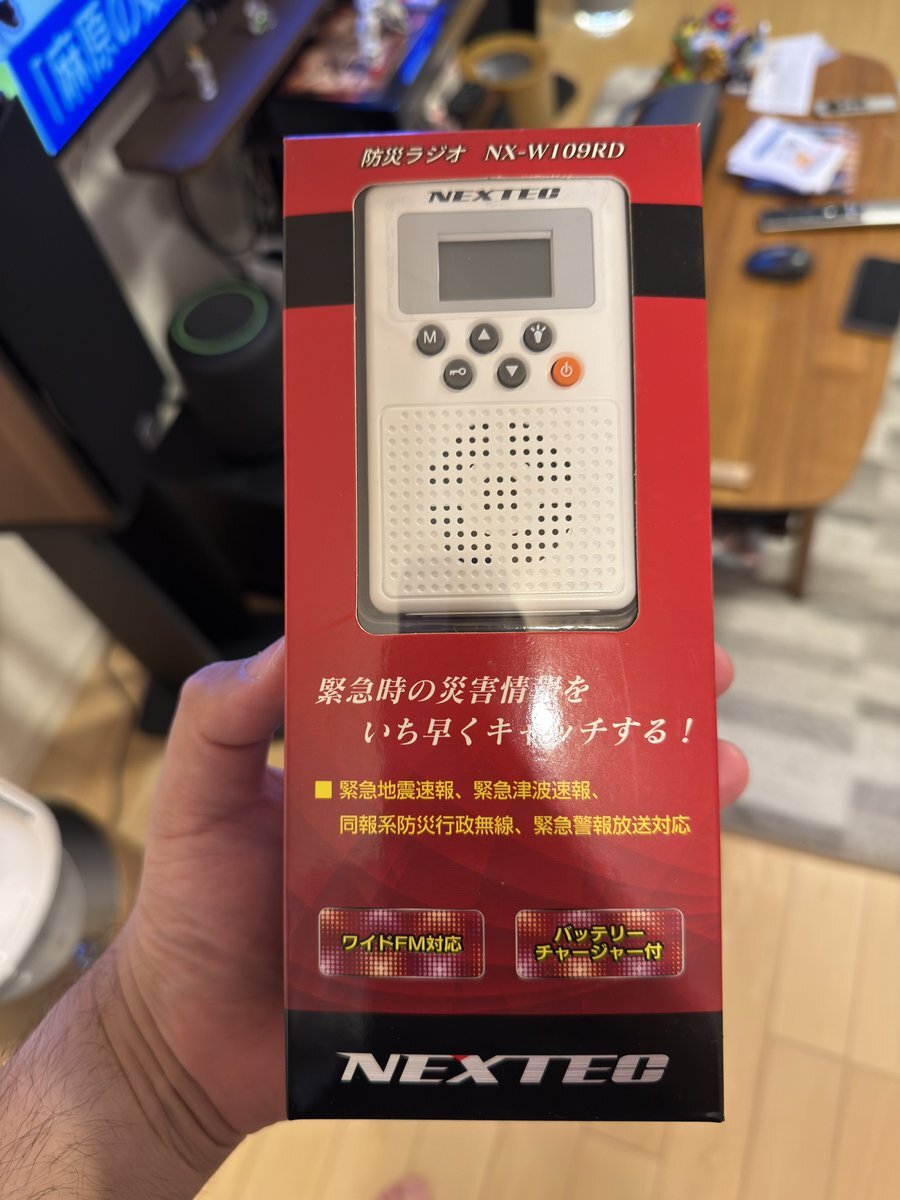 「麻原の
防災ラジオ NX-W109RD
NEXTEC
M
緊急時の災害情報を
いち早くキャッチする!
■ 緊急地震速報、緊急津波速報、
同報系防災行政無線、緊急警報放送対応
ワイドFM対応
バッテリー
チャージャー付
NEXTEC